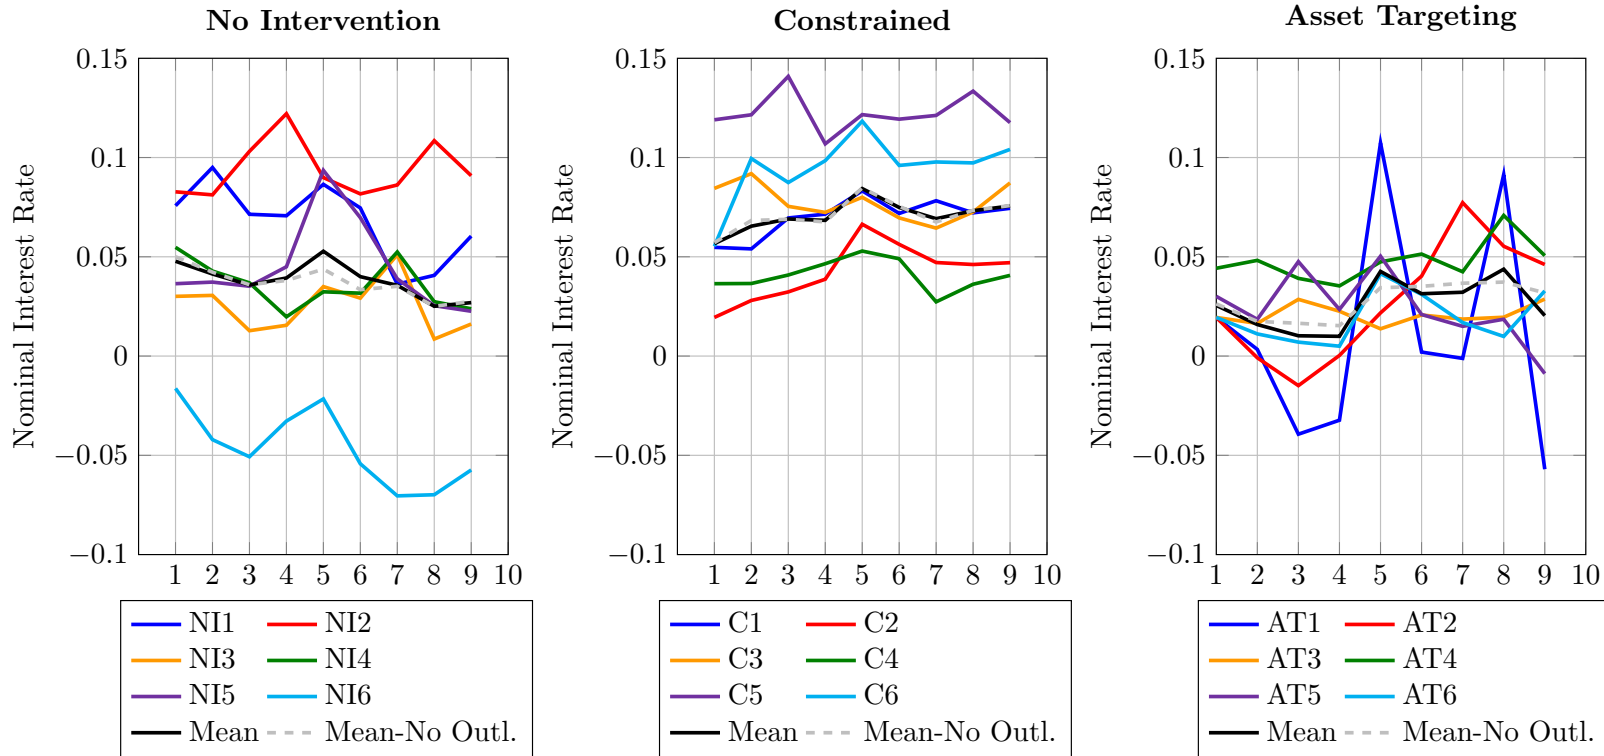 No Intervention
0.15
0.1
0.05
0
−0.05
−0.1
Nominal Interest Rate
1 2 3 4 5 6 7 8 9 10
NI1 NI2
NI3 NI4
NI5 NI6
Mean Mean-No Outl.
Constrained
0.15
0.1
0.05
0
−0.05
−0.1
Nominal Interest Rate
1 2 3 4 5 6 7 8 9 10
C1 C2
C3 C4
C5 C6
Mean Mean-No Outl.
Asset Targeting
0.15
0.1
0.05
0
−0.05
−0.1
Nominal Interest Rate
1 2 3 4 5 6 7 8 9 10
AT1 AT2
AT3 AT4
AT5 AT6
Mean Mean-No Outl.